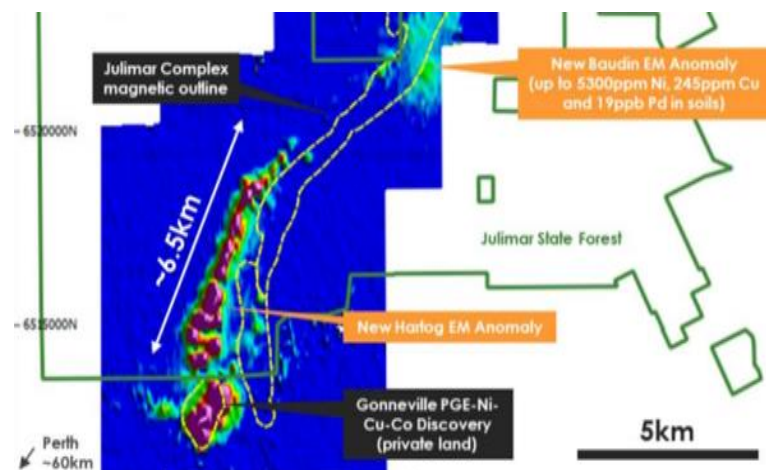 Julimar Complex
magnetic outline
New Baudin EM Anomaly
(up to 5300ppm Ni, 245ppm Cu
and 19ppb Pd in soils)
6520000N
~6.5km
Julimar State Forest
6515000N
New Hartog EM Anomaly
Gonneville PGE-Ni-
Cu-Co Discovery
(private land)
5km
Perth
~60km